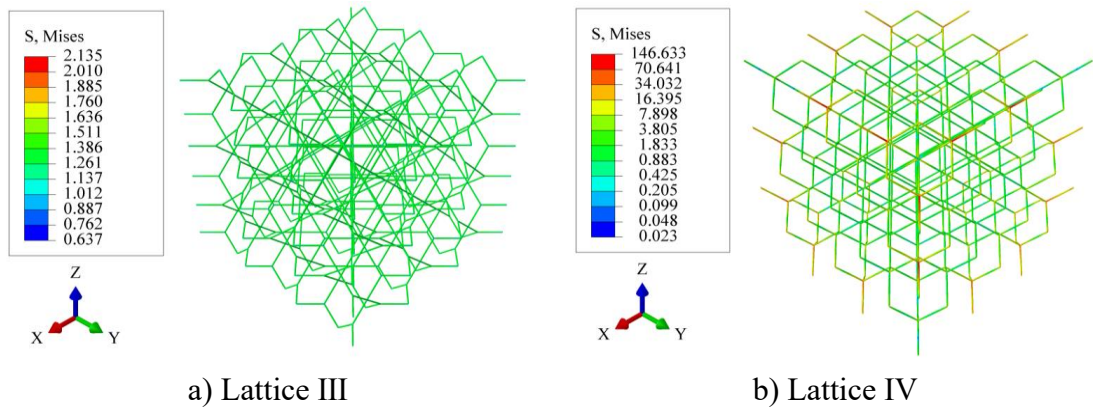 S, Mises
2.135
2.010
1.885
1.760
1.636
1.511
1.386
1.261
1.137
1.012
0.887
0.762
0.637
Z
X
Y
a) Lattice III
S, Mises
146.633
70.641
34.032
16.395
7.898
3.805
1.833
0.883
0.425
0.205
0.099
0.048
0.023
Z
X
Y
b) Lattice IV